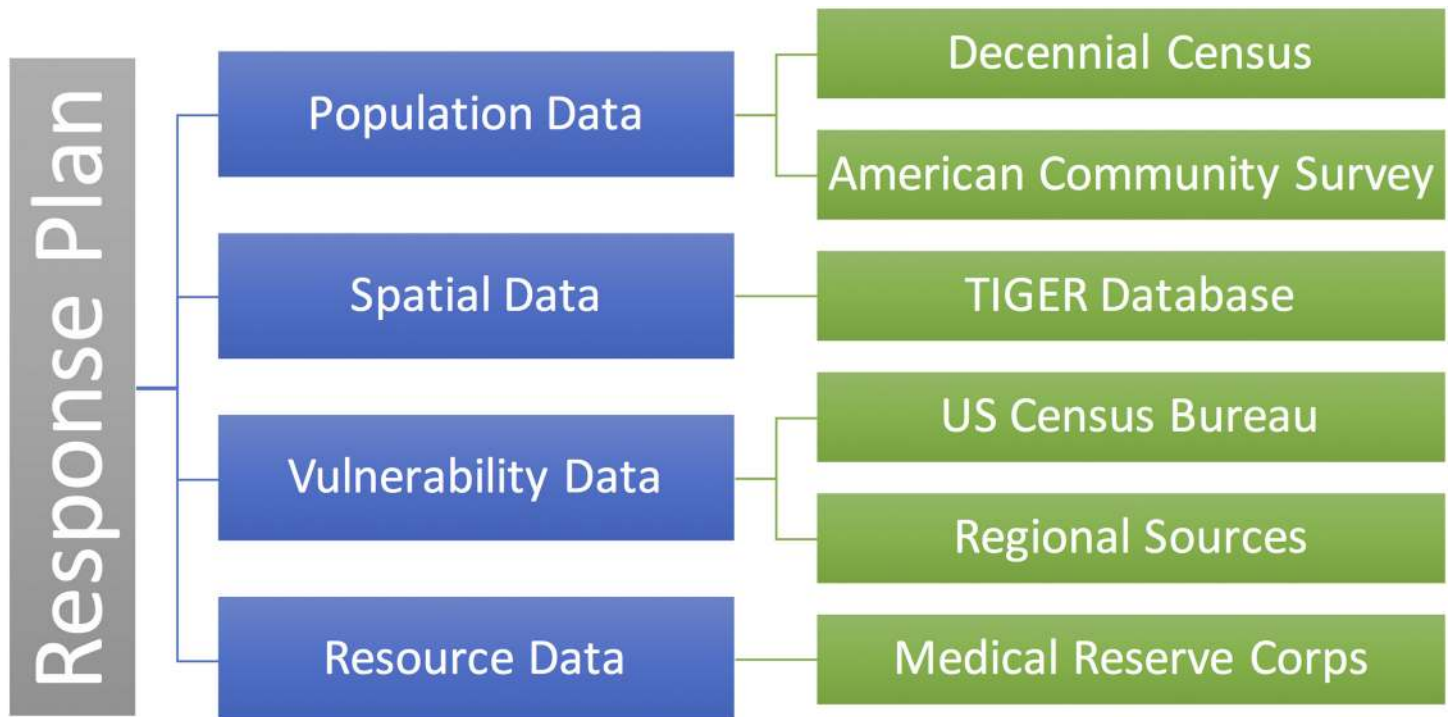 Response Plan
Population Data
Decennial Census
American Community Survey
Spatial Data
TIGER Database
Vulnerability Data
US Census Bureau
Regional Sources
Resource Data
Medical Reserve Corps